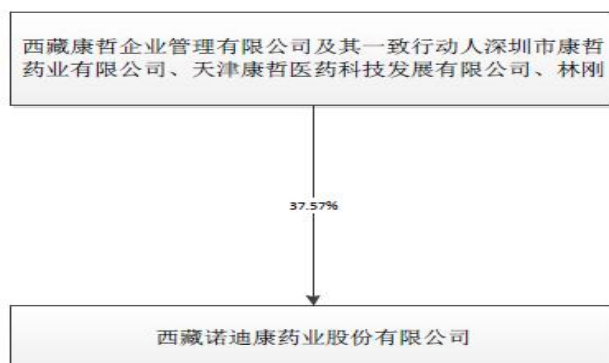 西藏康哲企业管理有限公司及其一致行动人深圳市康哲
药业有限公司、天津康哲医药科技发展有限公司、林刚
37.57%
西藏诺迪康药业股份有限公司